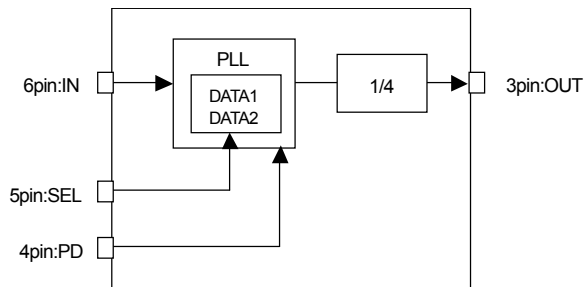 PLL
6pin:IN
DATA1
DATA2
1/4
3pin:OUT
5pin:SEL
4pin:PD